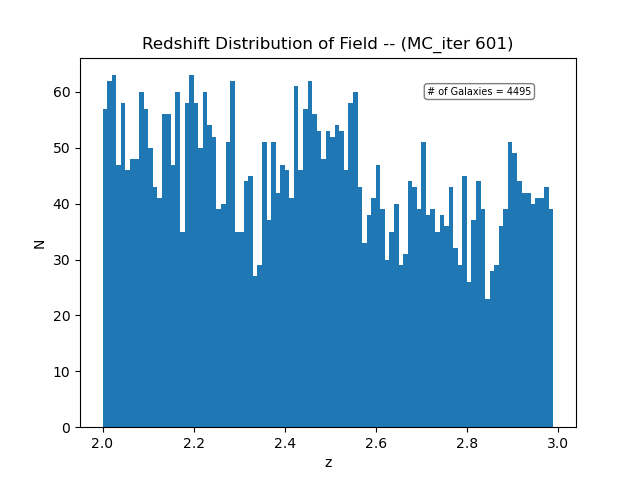 Redshift Distribution of Field -- (MC_iter 601)
# of Galaxies = 4495
60
50
40
30
20
10
0
N
2.0 2.2 2.4 2.6 2.8 3.0
z